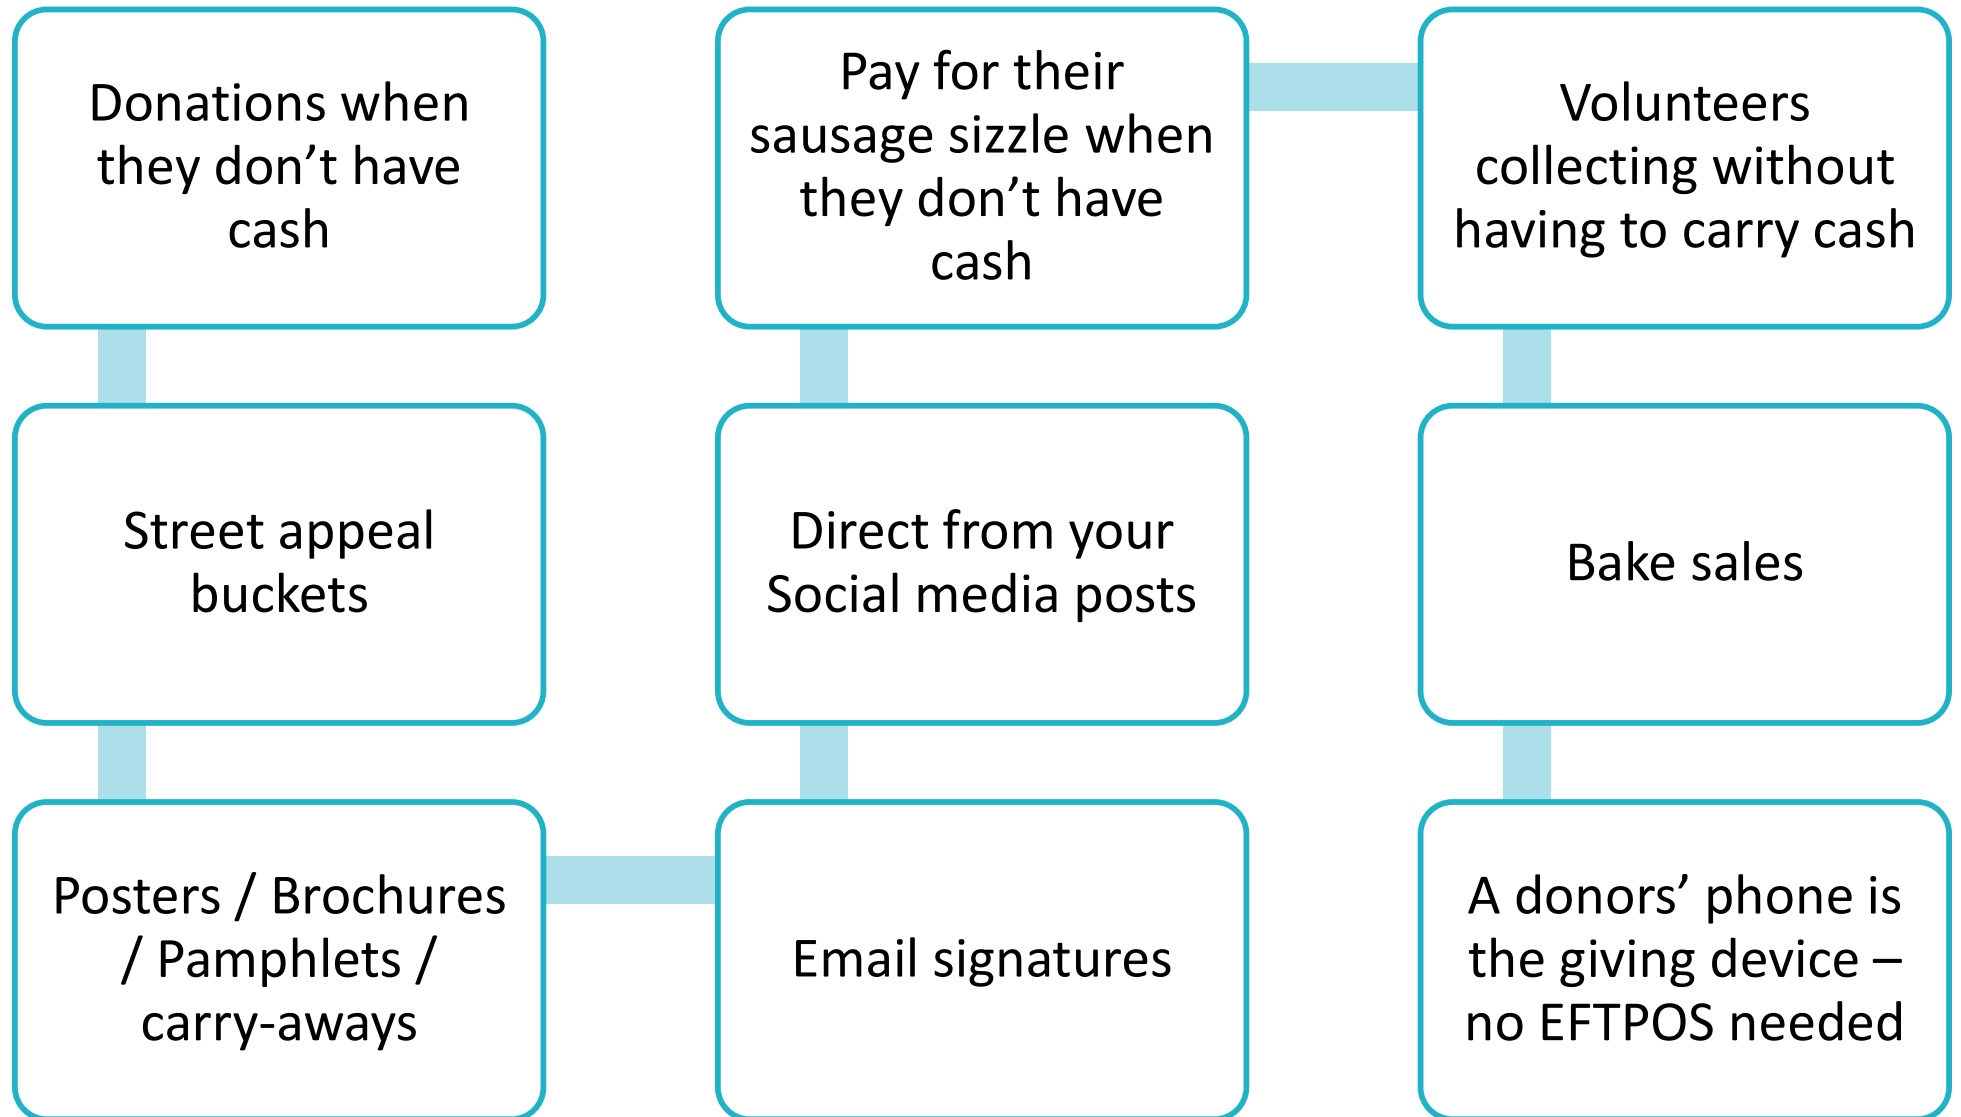 Donations when
they don’t have
cash
Street appeal
buckets
Posters / Brochures
/ Pamphlets /
carry-aways
Email signatures
Direct from your
Social media posts
Pay for their
sausage sizzle when
they don’t have
cash
Volunteers
collecting without
having to carry cash
Bake sales
A donors’ phone is
the giving device –
no EFTPOS needed